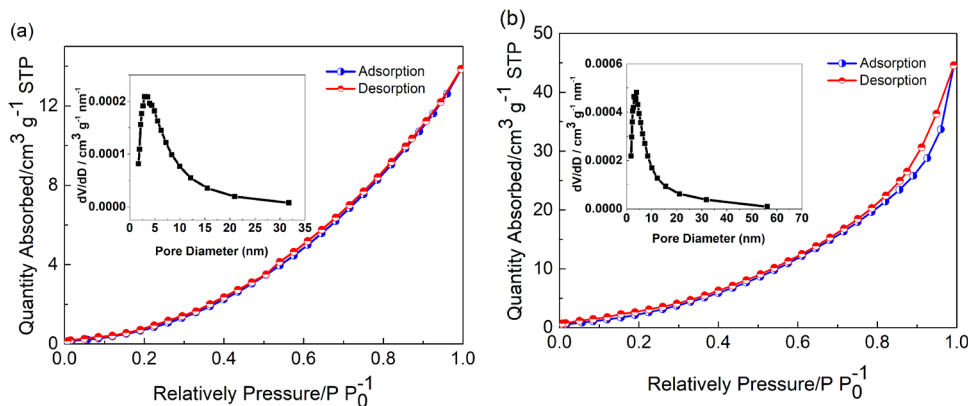 (a)
Quantity Absorbed/cm³ g⁻¹ STP
12
8
4
0
0.0 0.2 0.4 0.6 0.8 1.0
Relatively Pressure/P P₀⁻¹
Adsorption
Desorption
dV/dD / cm³ g⁻¹ nm⁻¹
0.0002
0.0001
0.0000
0 5 10 15 20 25 30 35
Pore Diameter (nm)
(b)
Quantity Absorbed/cm³ g⁻¹ STP
50
40
30
20
10
0
0.0 0.2 0.4 0.6 0.8 1.0
Relatively Pressure/P P₀⁻¹
Adsorption
Desorption
dV/dD / cm³ g⁻¹ nm⁻¹
0.0006
0.0004
0.0002
0.0000
0 10 20 30 40 50 60 70
Pore Diameter (nm)